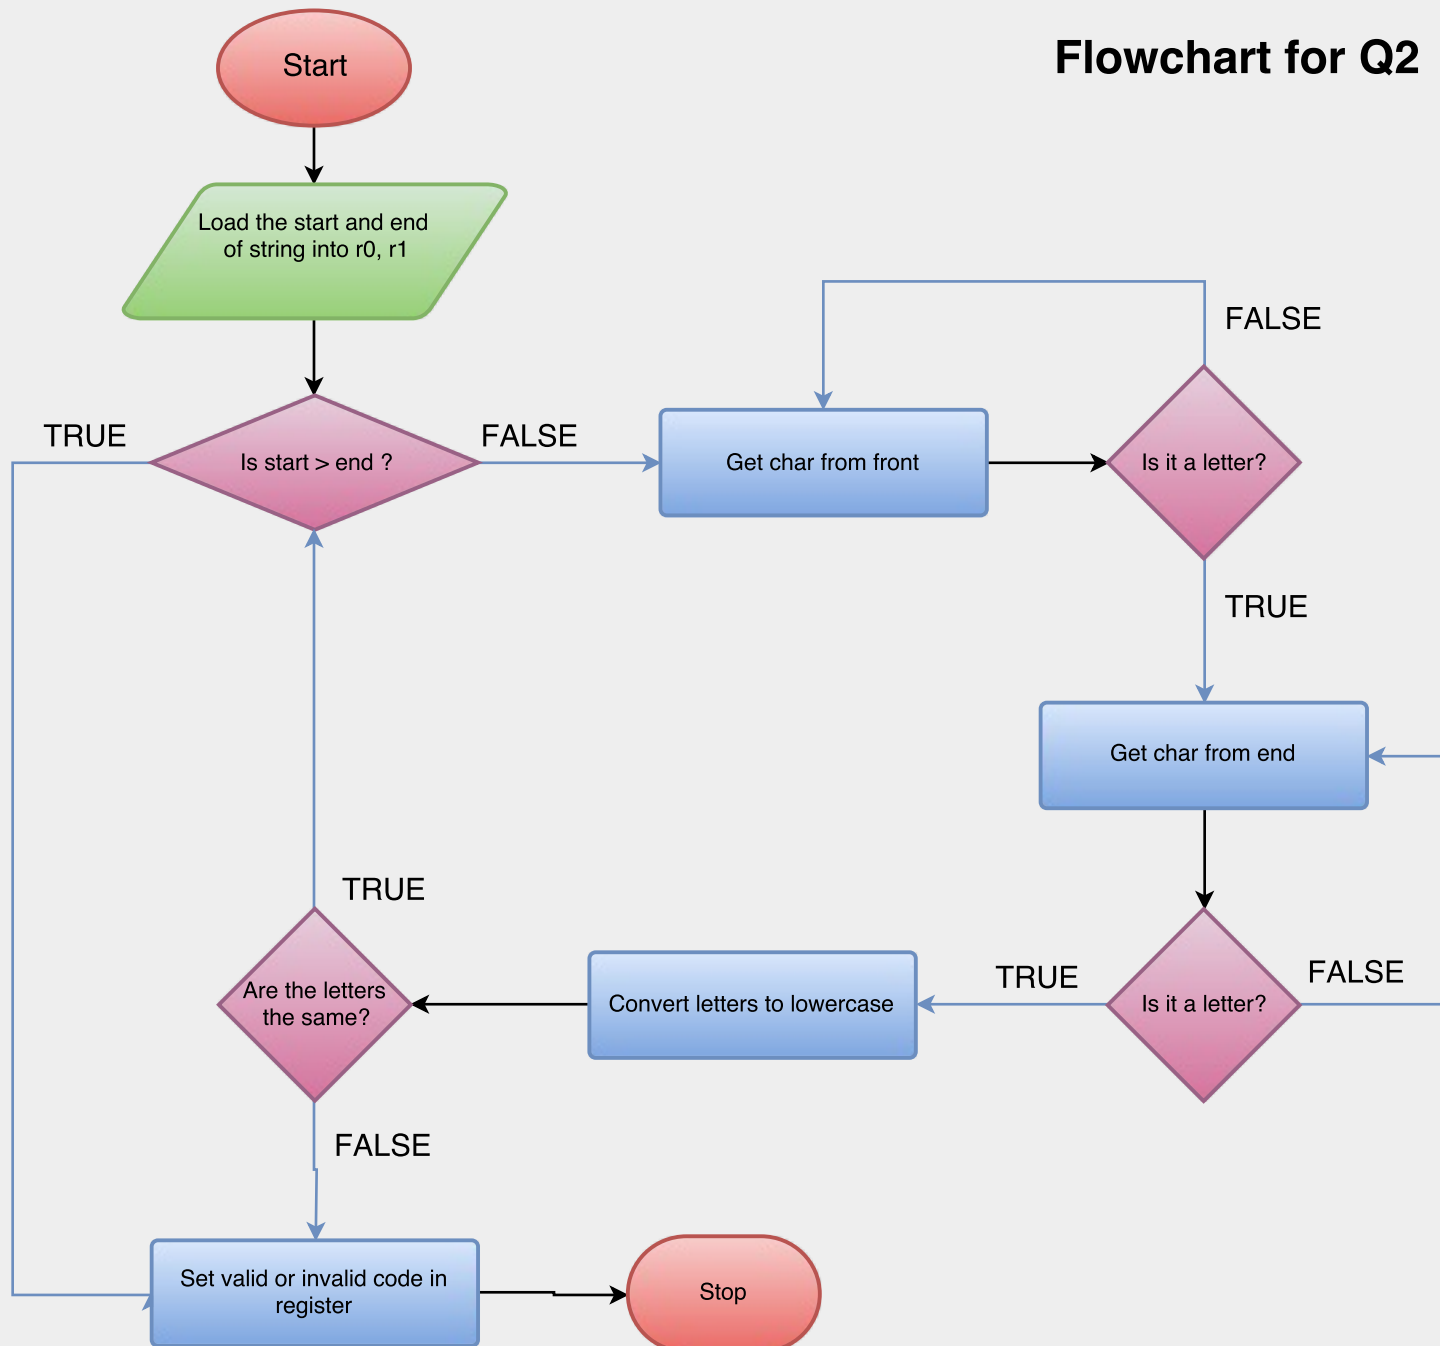 Start
Flowchart for Q2
Load the start and end
of string into r0, r1
FALSE
TRUE
Is start > end ?
FALSE
Get char from front
Is it a letter?
TRUE
Get char from end
TRUE
Are the letters
the same?
Convert letters to lowercase
TRUE
Is it a letter?
FALSE
FALSE
Set valid or invalid code in
register
Stop